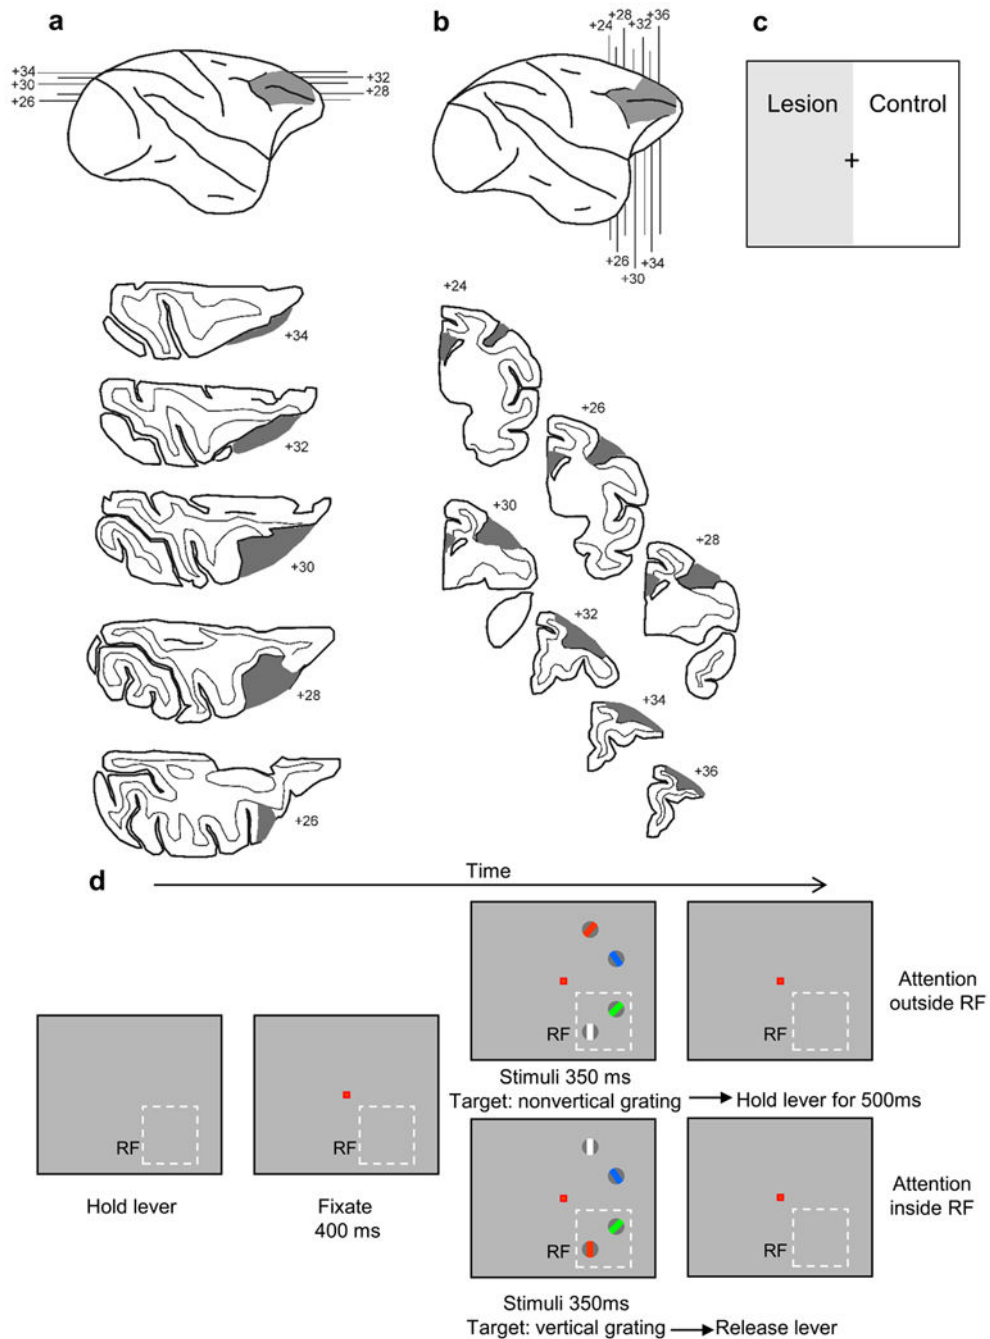 a
+34
+30
+26
+32
+28
+34
+32
+30
+28
+26
b
+28 +36
+24 +32
+26 +34
+30
+24
+26
+30
+28
+32
+34
+36
c
Lesion Control
+
d
Time
RF
Hold lever
RF
Fixate
400 ms
RF
Stimuli 350 ms
Target: nonvertical grating
Hold lever for 500ms
RF
Attention
outside RF
RF
Stimuli 350ms
Target: vertical grating
Release lever
RF
Attention
inside RF